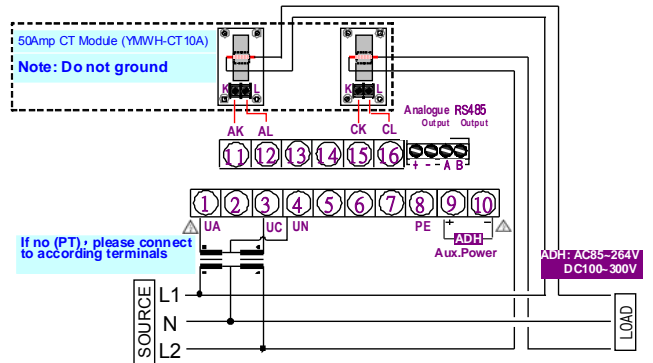 50Amp CT Module (YMWH-CT10A)
Note: Do not ground
K L
K L
AK AL
CK CL
Analogue RS485
Output Output
11 12 13 14 15 16
+ - A B
1 2 3 4 5 6 7 8 9 10
UA UC UN PE + -
ADH
Aux.Power
If no (PT), please connect
to according terminals
ADH: AC85~264V
DC100~300V
SOURCE
L1
N
L2
LOAD